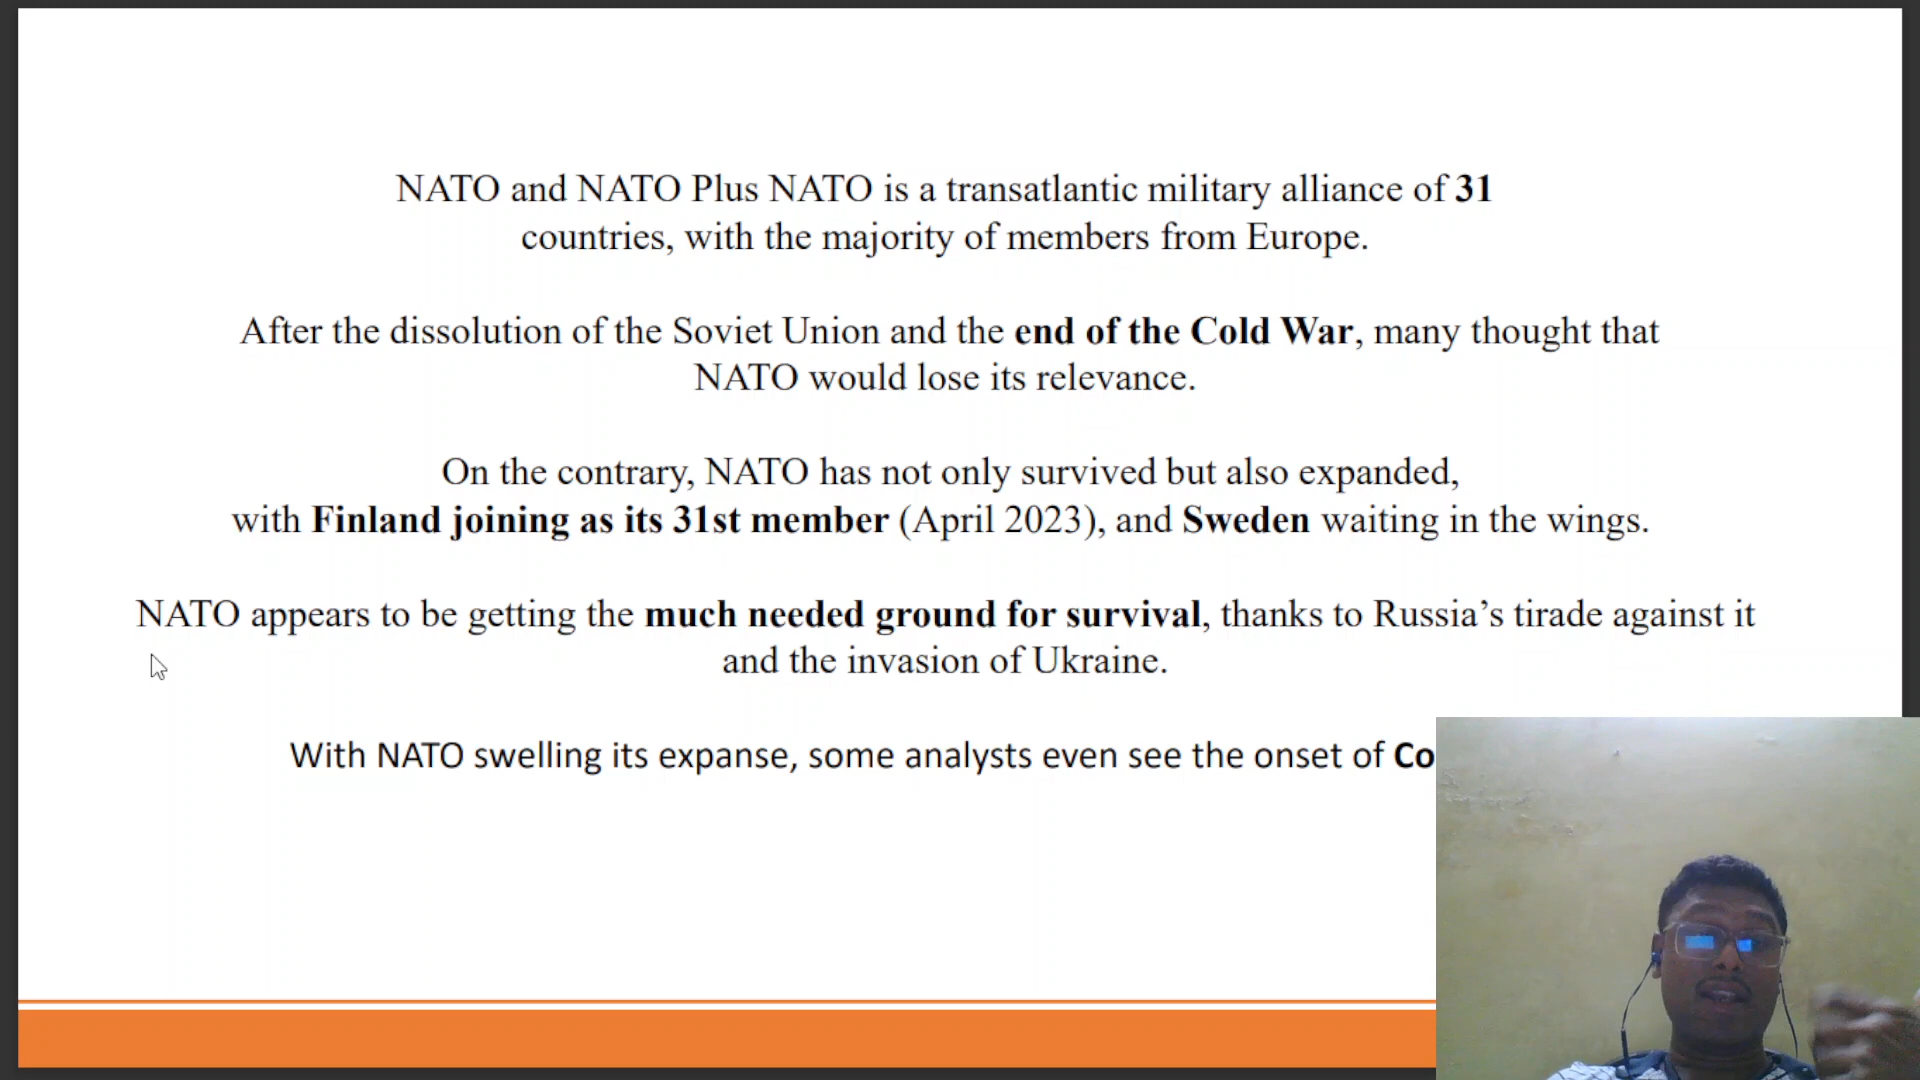 NATO and NATO Plus NATO is a transatlantic military alliance of 31
countries, with the majority of members from Europe.
After the dissolution of the Soviet Union and the end of the Cold War, many thought that
NATO would lose its relevance.
On the contrary, NATO has not only survived but also expanded,
with Finland joining as its 31st member (April 2023), and Sweden waiting in the wings.
NATO appears to be getting the much needed ground for survival, thanks to Russia’s tirade against it
and the invasion of Ukraine.
With NATO swelling its expanse, some analysts even see the onset of